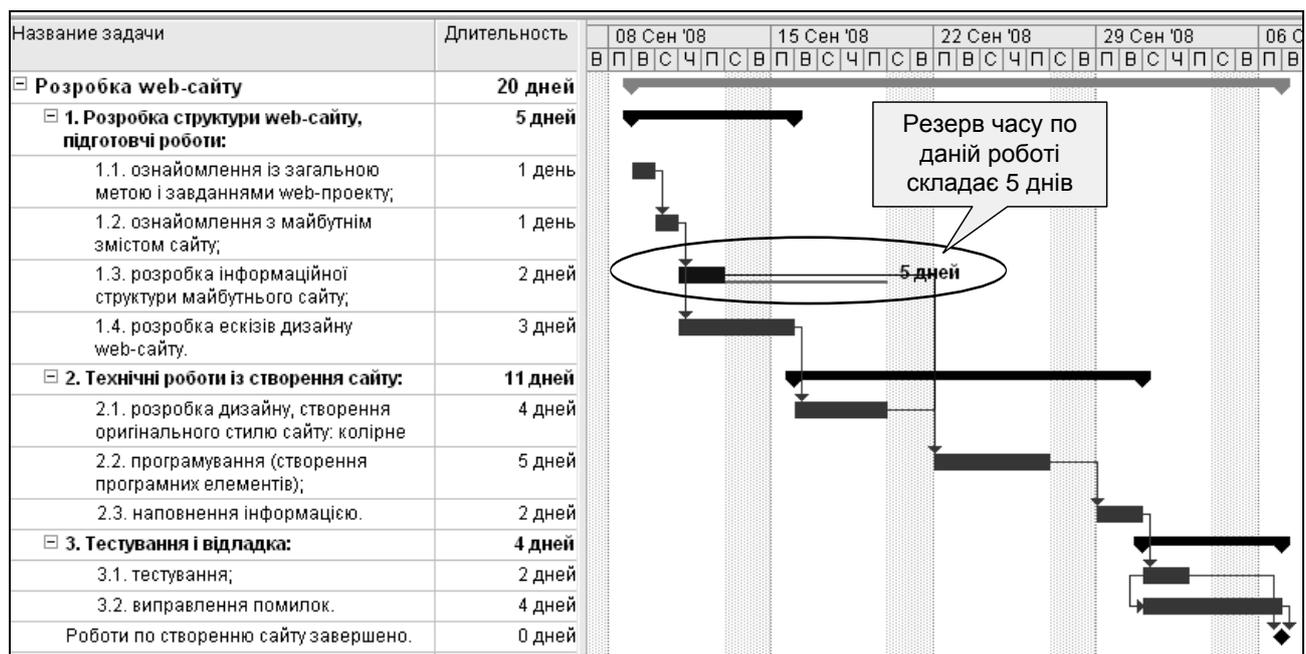 Название задачи Длительность 08 Сен '08 15 Сен '08 22 Сен '08 29 Сен '08 06 С
В П В С Ч П С В П В С Ч П С В П В С Ч П С В П В С Ч П С В П В
Розробка web-сайту 20 дней
1. Розробка структури web-сайту, 5 дней
підготовчі роботи:
1.1. ознайомлення із загальною 1 день
метою і завданнями web-проекту;
1.2. ознайомлення з майбутнім 1 день
змістом сайту;
1.3. розробка інформаційної 2 дней
структури майбутнього сайту;
1.4. розробка ескізів дизайну 3 дней
web-сайту.
2. Технічні роботи із створення сайту: 11 дней
2.1. розробка дизайну, створення 4 дней
оригінального стилю сайту: колірне
2.2. програмування (створення 5 дней
програмних елементів);
2.3. наповнення інформацією. 2 дней
3. Тестування і відладка: 4 дней
3.1. тестування; 2 дней
3.2. виправлення помилок. 4 дней
Роботи по створенню сайту завершено. 0 дней
Резерв часу по
даній роботі
складає 5 днів
5 дней